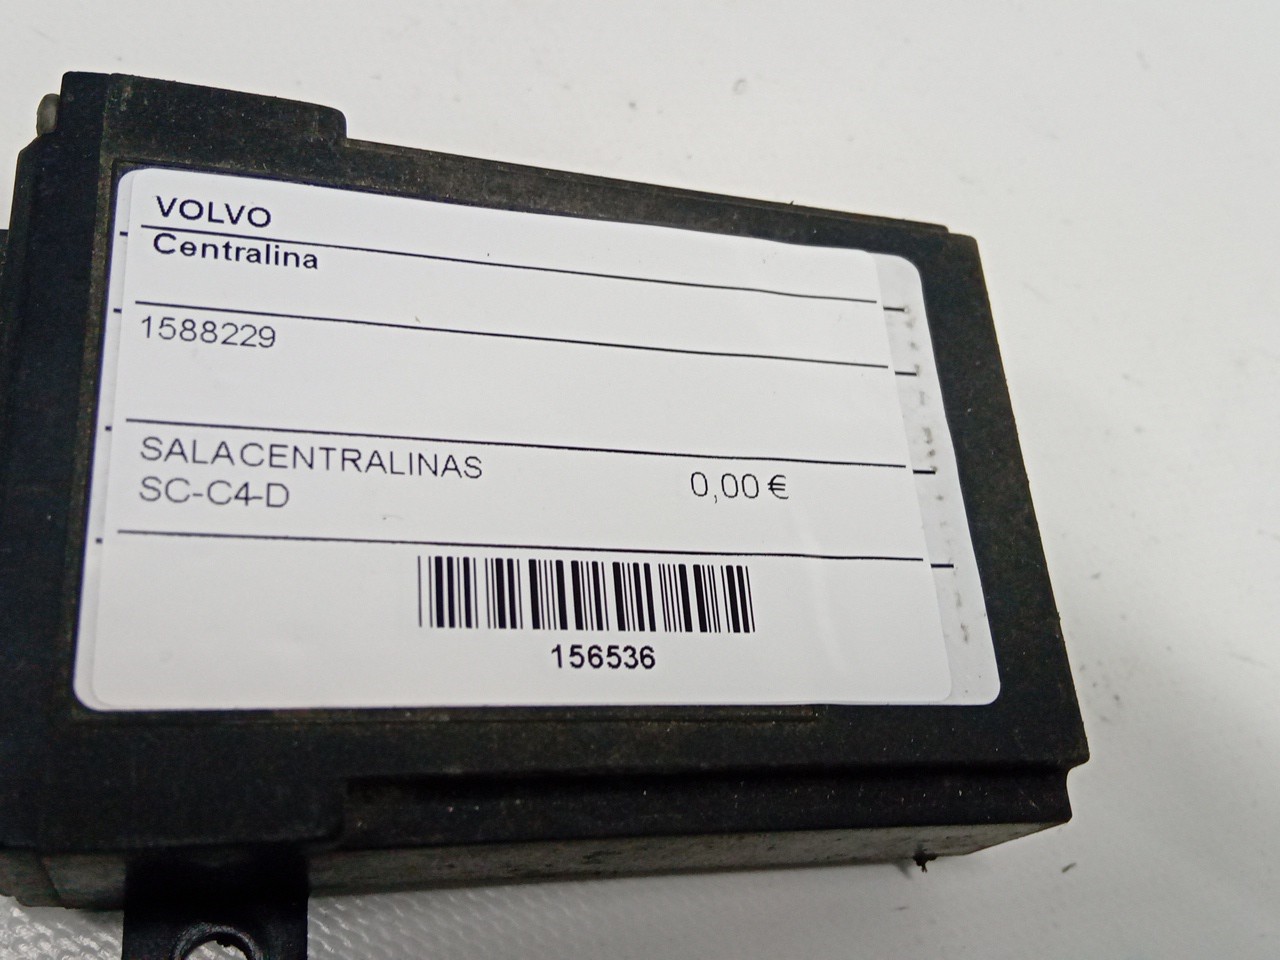 VOLVO
Centralina
1588229
SALACENTRALINAS
SC-C4-D
0,00 €
156536